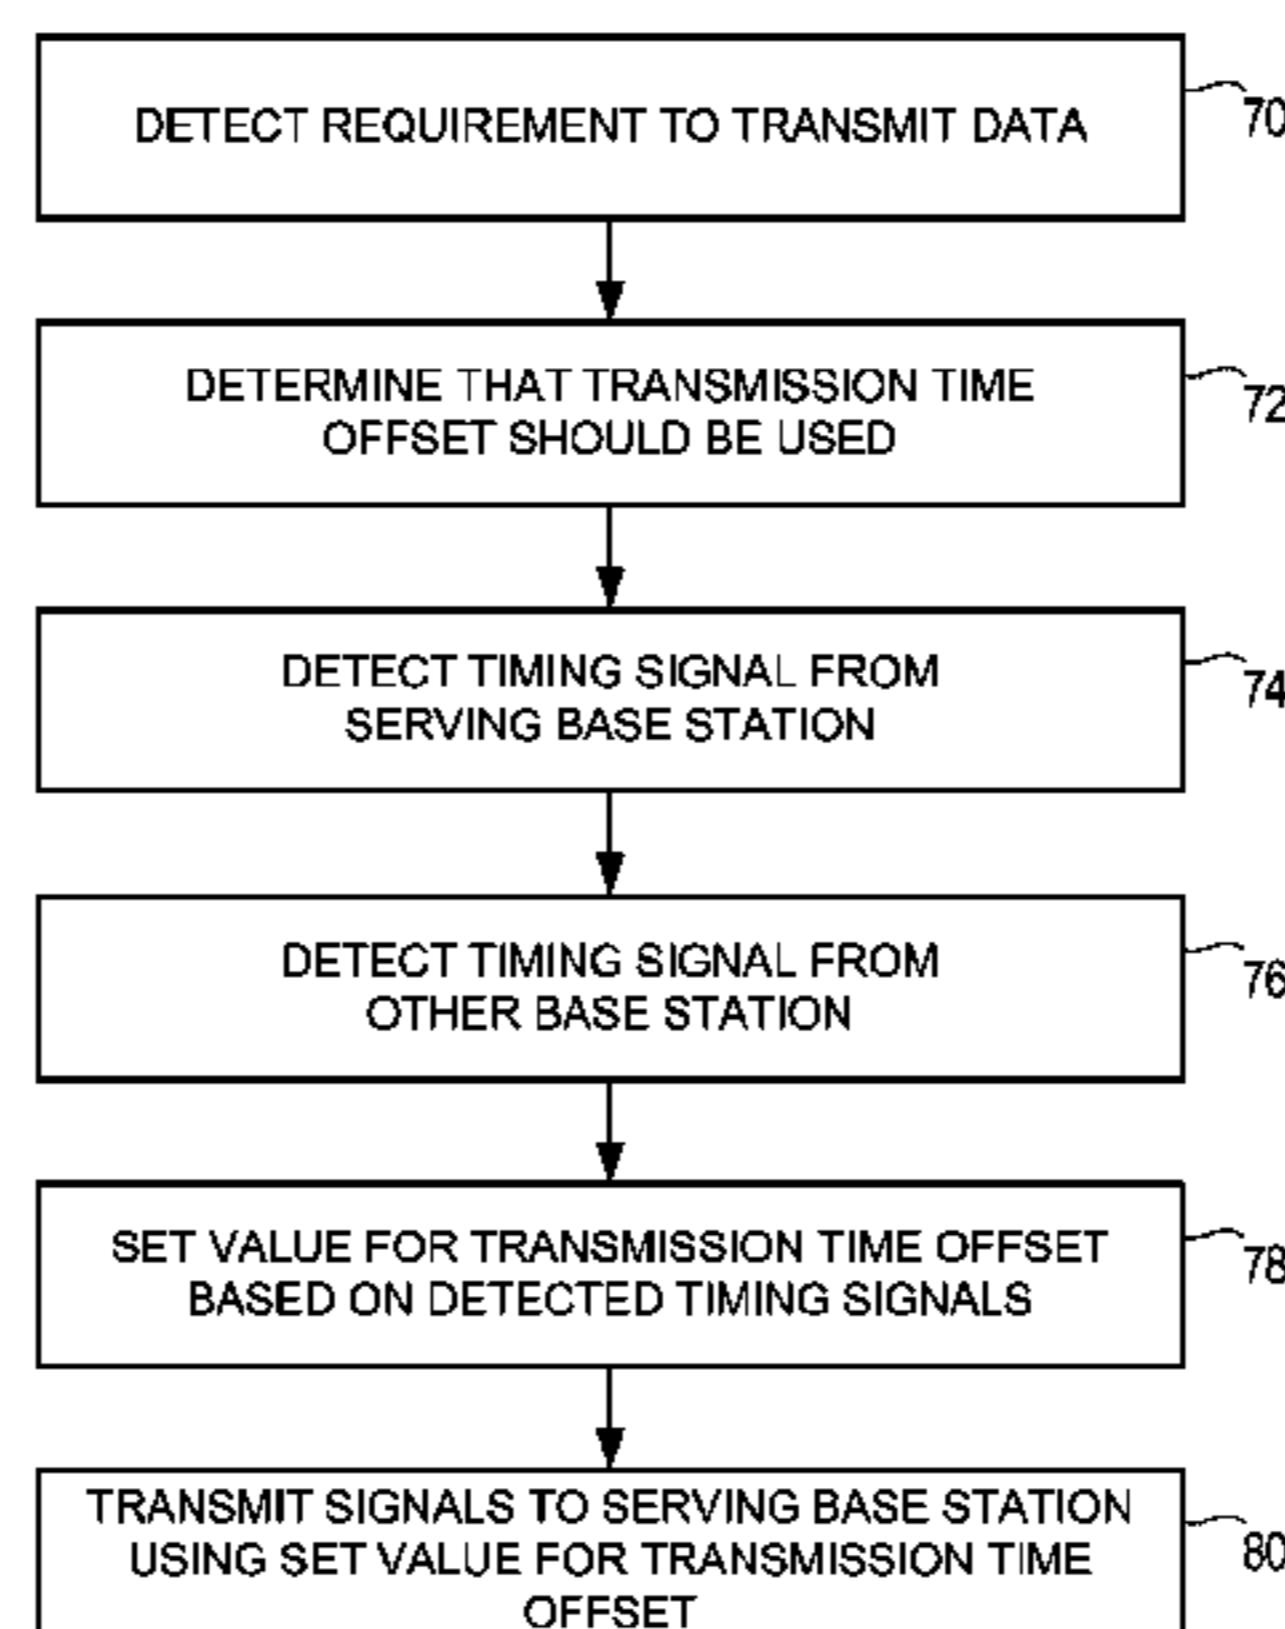 DETECT REQUIREMENT TO TRANSMIT DATA
70
DETERMINE THAT TRANSMISSION TIME
OFFSET SHOULD BE USED
72
DETECT TIMING SIGNAL FROM
SERVING BASE STATION
74
DETECT TIMING SIGNAL FROM
OTHER BASE STATION
76
SET VALUE FOR TRANSMISSION TIME OFFSET
BASED ON DETECTED TIMING SIGNALS
78
TRANSMIT SIGNALS TO SERVING BASE STATION
USING SET VALUE FOR TRANSMISSION TIME
OFFSET
80